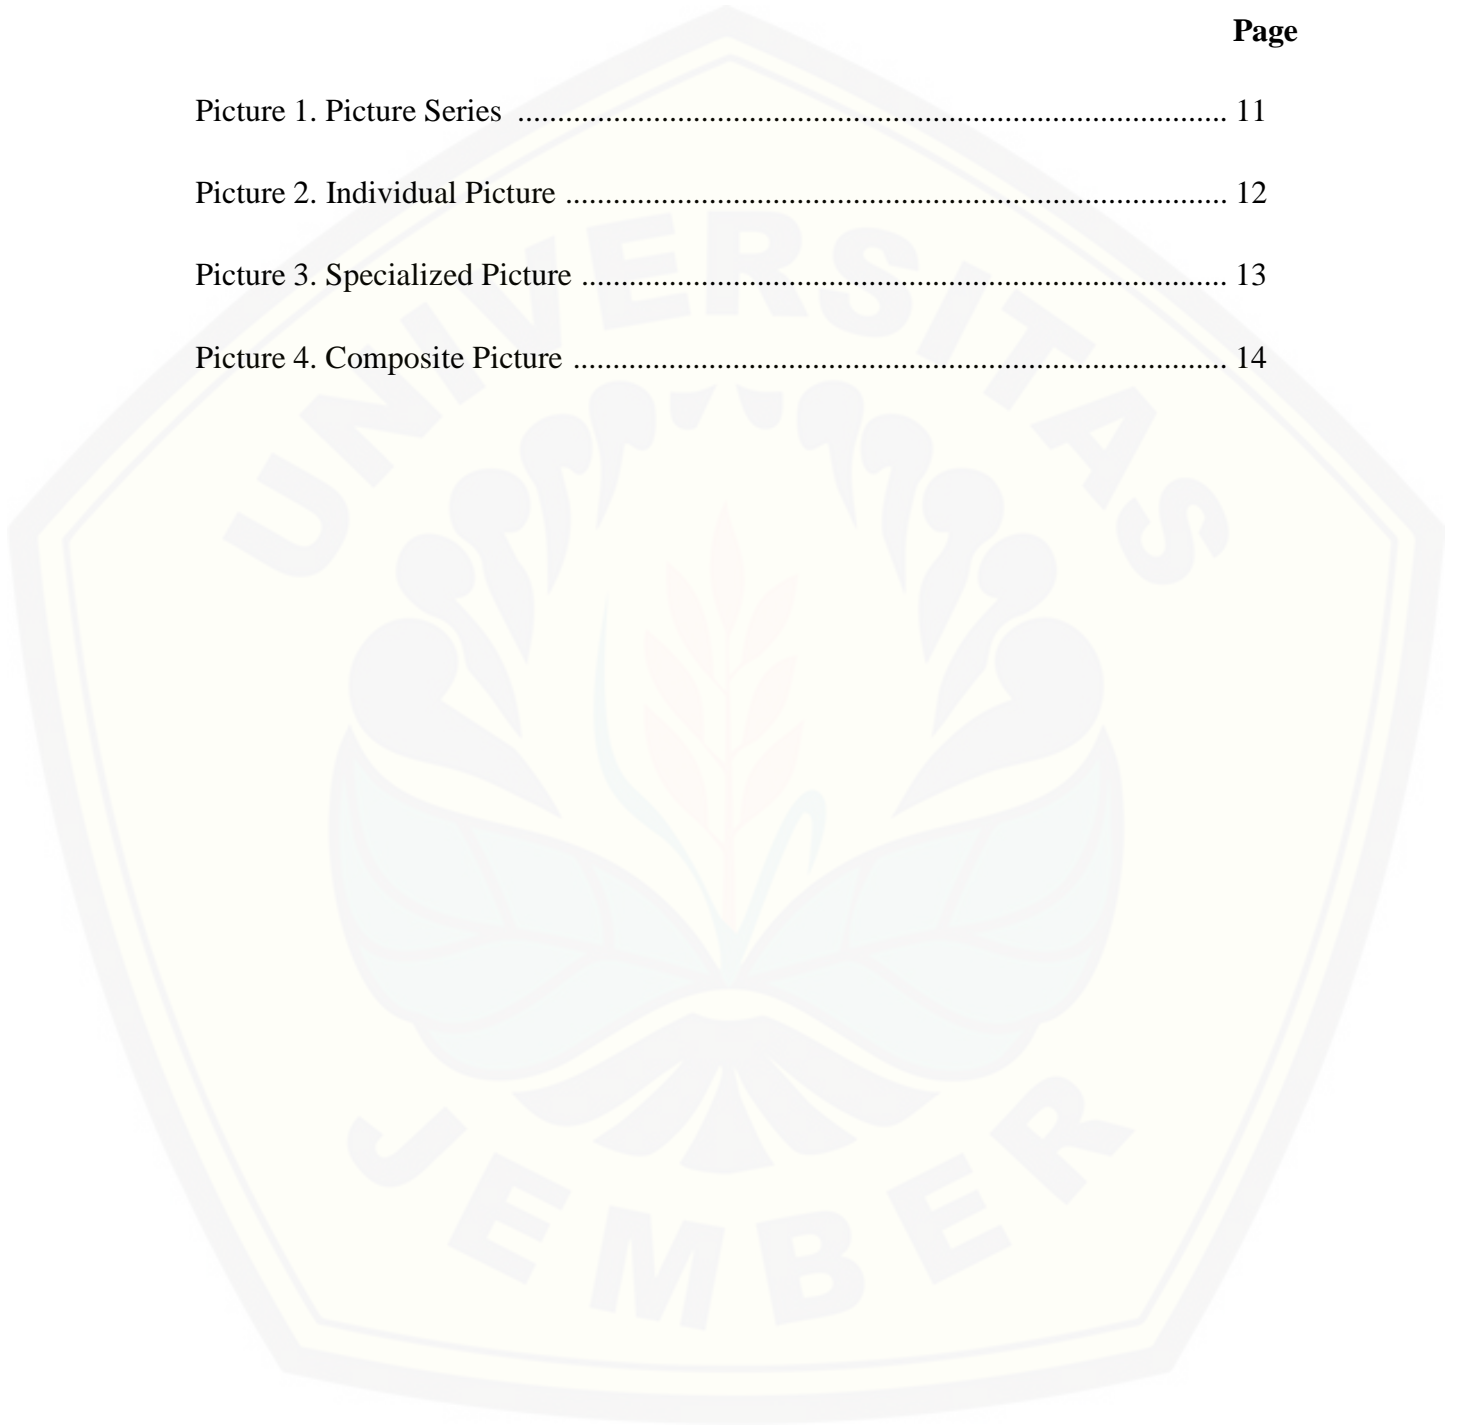 Page
Picture 1. Picture Series ........................................................................................... 11
Picture 2. Individual Picture ..................................................................................... 12
Picture 3. Specialized Picture ................................................................................... 13
Picture 4. Composite Picture .................................................................................... 14
UNIVERSITAS
JEMBER